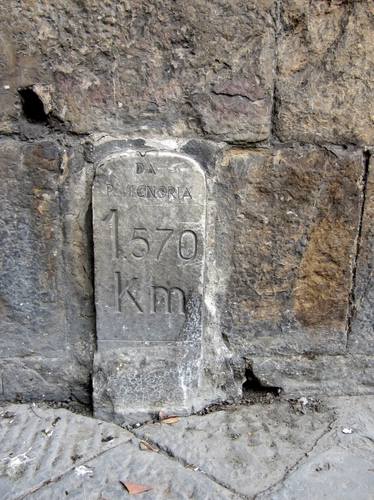 DA
P. SIGNORIA
1.570
Km